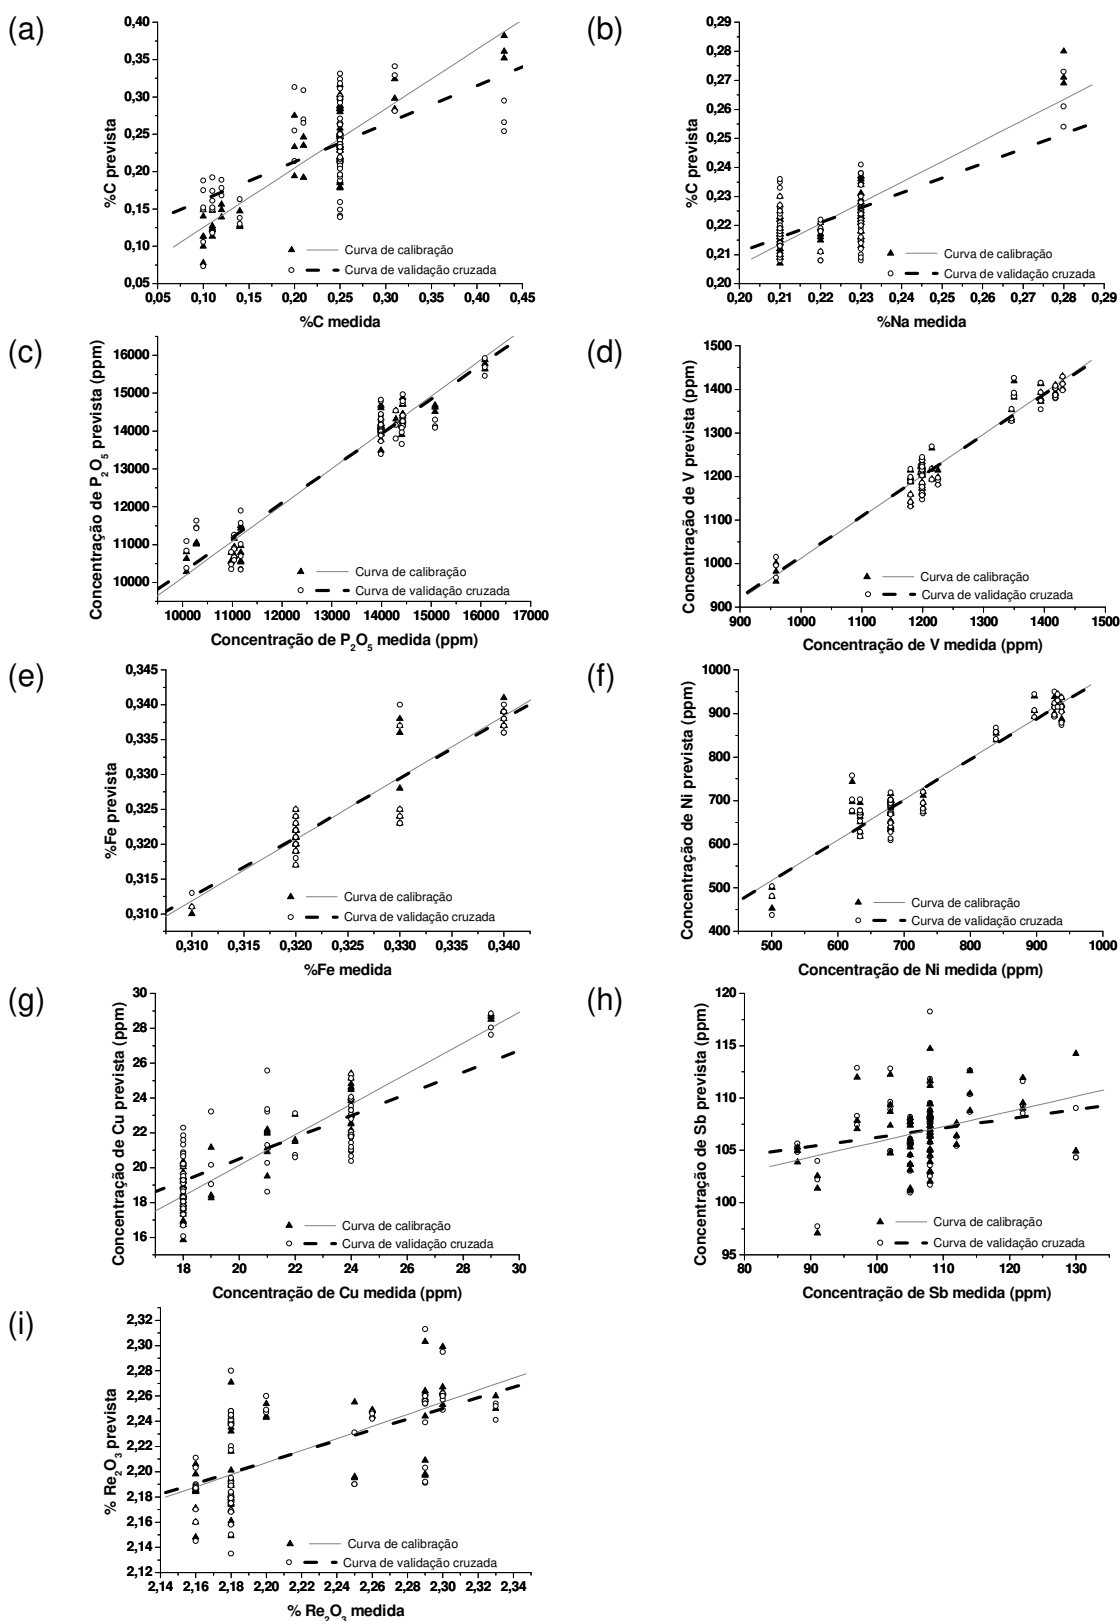 (a)
0,40
0,35
0,30
0,25
0,20
0,15
0,10
0,05
%C prevista
Curva de calibração
Curva de validação cruzada
0,05 0,10 0,15 0,20 0,25 0,30 0,35 0,40 0,45
%C medida
(b)
0,29
0,28
0,27
0,26
0,25
0,24
0,23
0,22
0,21
0,20
%C prevista
Curva de calibração
Curva de validação cruzada
0,20 0,21 0,22 0,23 0,24 0,25 0,26 0,27 0,28 0,29
%Na medida
(c)
16000
15000
14000
13000
12000
11000
10000
Concentração de P2O5 prevista (ppm)
Curva de calibração
Curva de validação cruzada
10000 11000 12000 13000 14000 15000 16000 17000
Concentração de P2O5 medida (ppm)
(d)
1500
1400
1300
1200
1100
1000
900
Concentração de V prevista (ppm)
Curva de calibração
Curva de validação cruzada
900 1000 1100 1200 1300 1400 1500
Concentração de V medida (ppm)
(e)
0,345
0,340
0,335
0,330
0,325
0,320
0,315
0,310
%Fe prevista
Curva de calibração
Curva de validação cruzada
0,310 0,315 0,320 0,325 0,330 0,335 0,340
%Fe medida
(f)
1000
900
800
700
600
500
400
Concentração de Ni prevista (ppm)
Curva de calibração
Curva de validação cruzada
500 600 700 800 900 1000
Concentração de Ni medida (ppm)
(g)
30
28
26
24
22
20
18
16
Concentração de Cu prevista (ppm)
Curva de calibração
Curva de validação cruzada
18 20 22 24 26 28 30
Concentração de Cu medida (ppm)
(h)
120
115
110
105
100
95
Concentração de Sb prevista (ppm)
Curva de calibração
Curva de validação cruzada
80 90 100 110 120 130
Concentração de Sb medida (ppm)
(i)
2,32
2,30
2,28
2,26
2,24
2,22
2,20
2,18
2,16
2,14
2,12
% Re2O3 prevista
Curva de calibração
Curva de validação cruzada
2,14 2,16 2,18 2,20 2,22 2,24 2,26 2,28 2,30 2,32 2,34
% Re2O3 medida